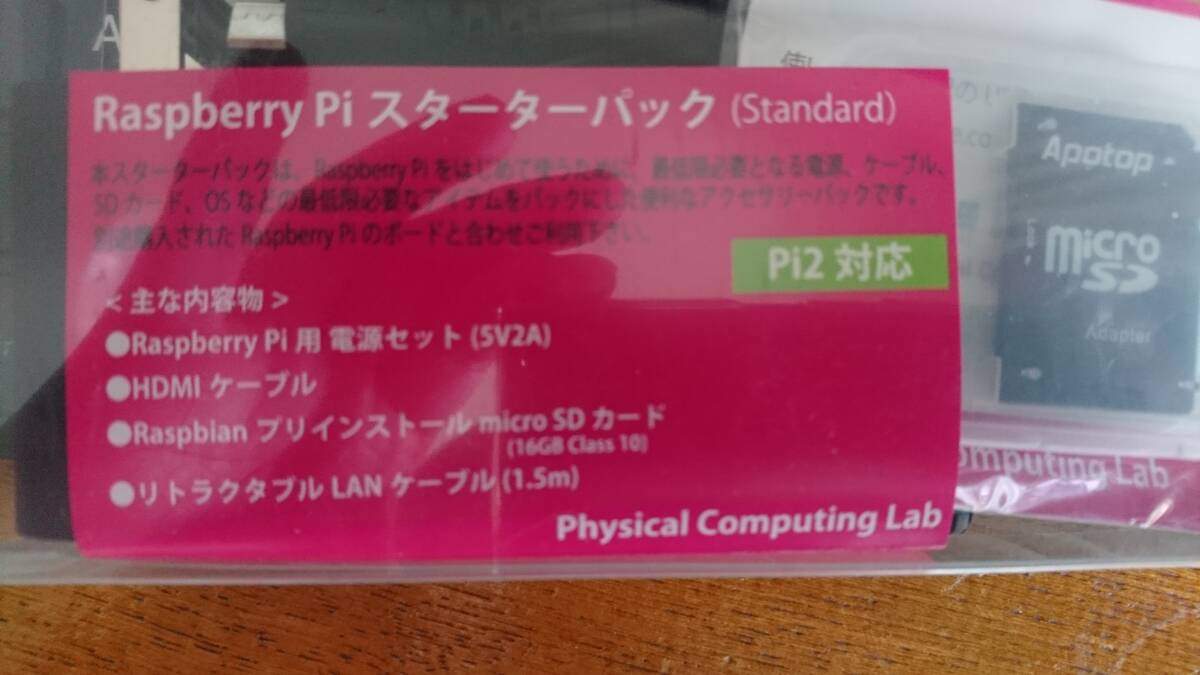 A
使
Raspberry Pi スターターパック (Standard)
本スターターパックは、Raspberry Pi をはじめて使うために、最低限必要となる電源、ケーブル、
SD カード、OS などの最低限必要なアイテムをパックにした便利なアクセサリーパックです。
別途購入された Raspberry Pi のボードと合わせご利用下さい。
Pi2 対応
< 主な内容物 >
●Raspberry Pi 用 電源セット (5V2A)
●HDMI ケーブル
●Raspbian プリインストール micro SD カード
(16GB Class 10)
●リトラクタブル LAN ケーブル (1.5m)
Physical Computing Lab
Apotop
micro
SD
Adapter
omputing Lab